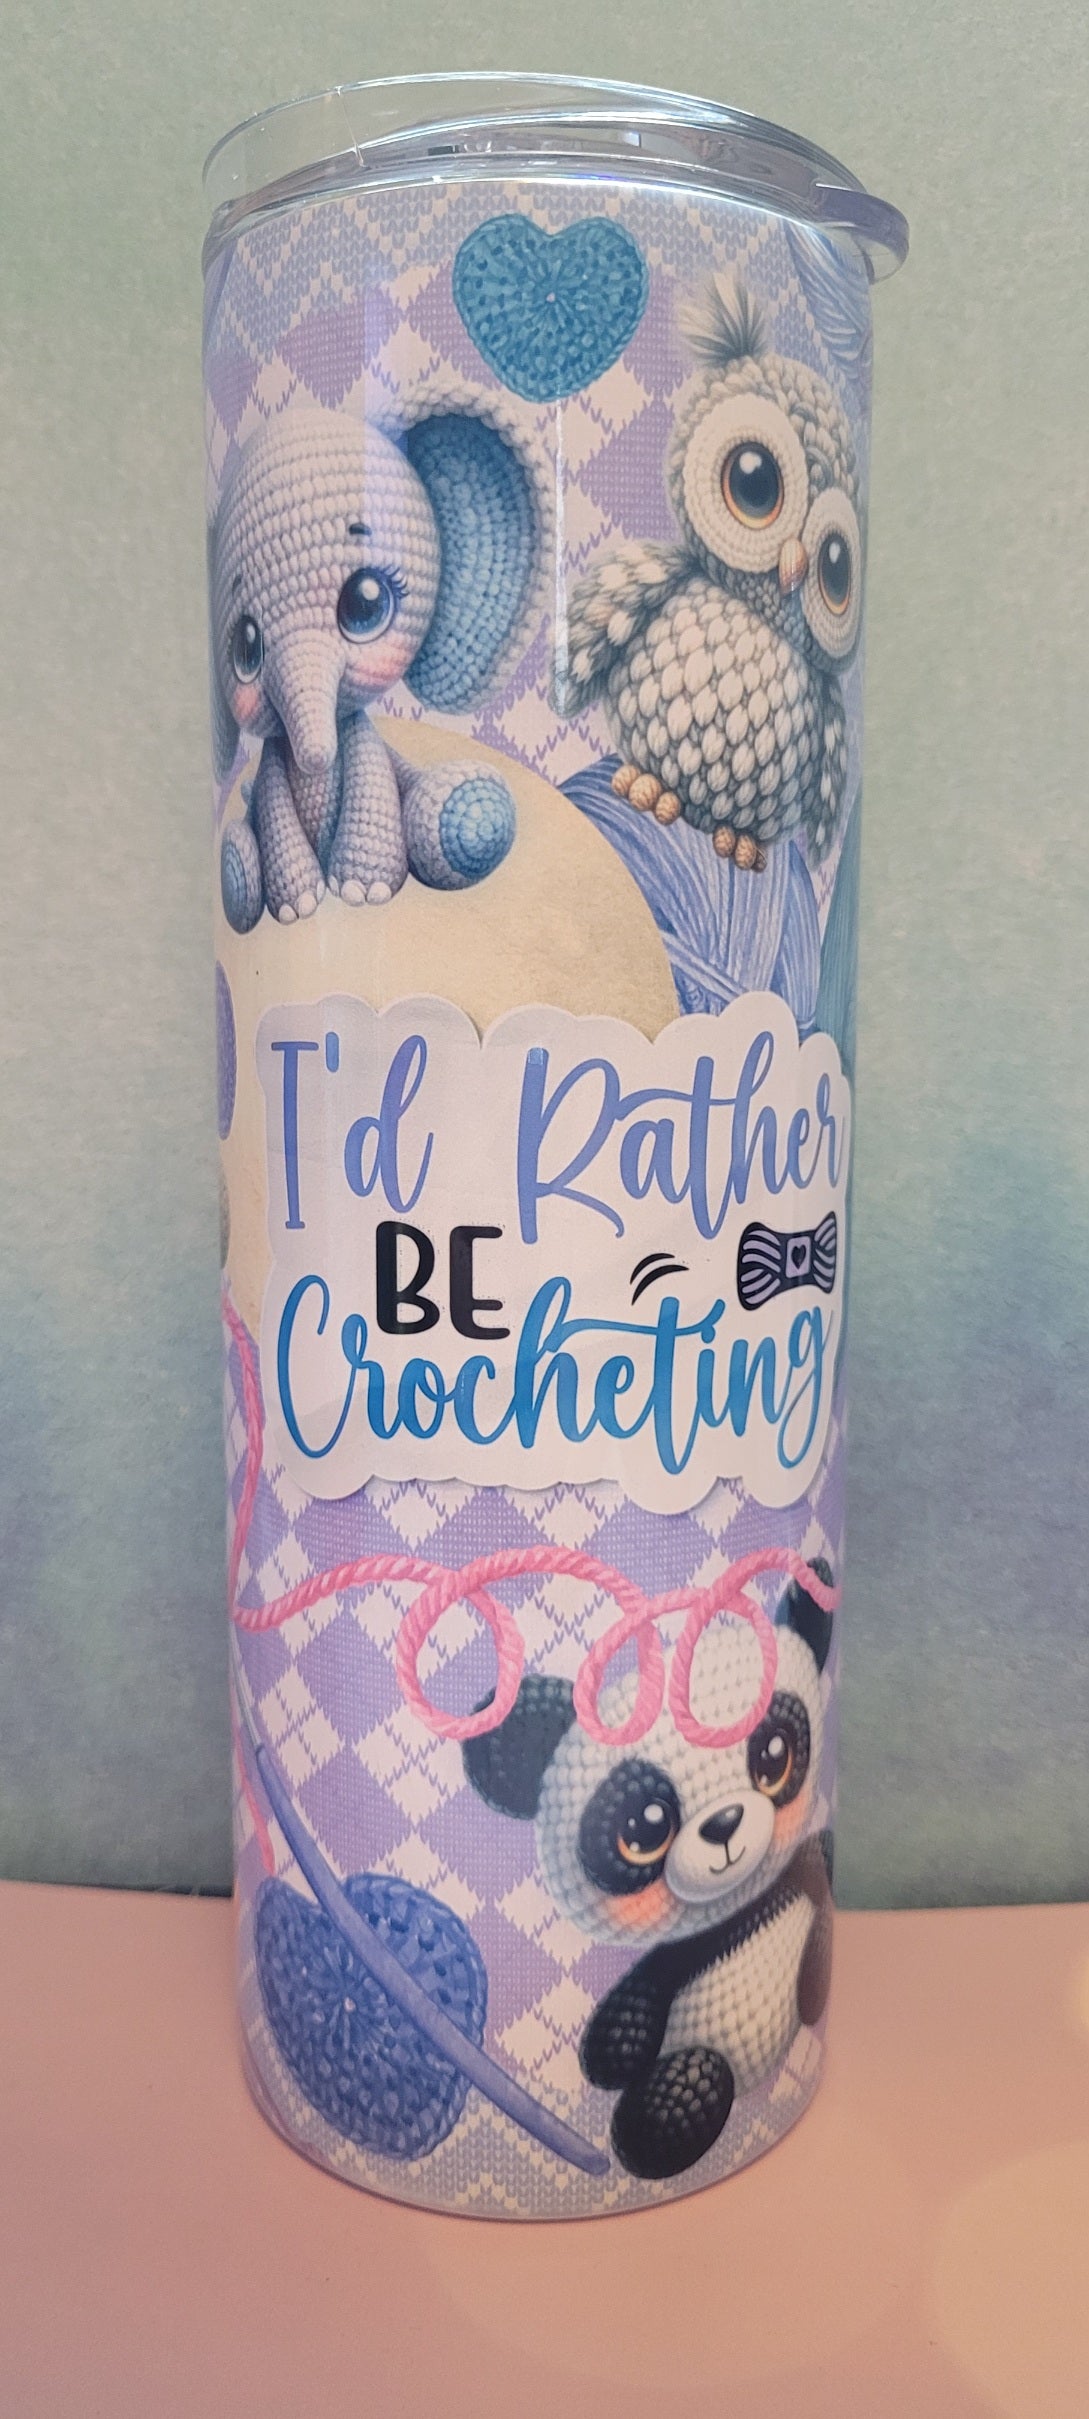 I'd Rather
BE
Crocheting